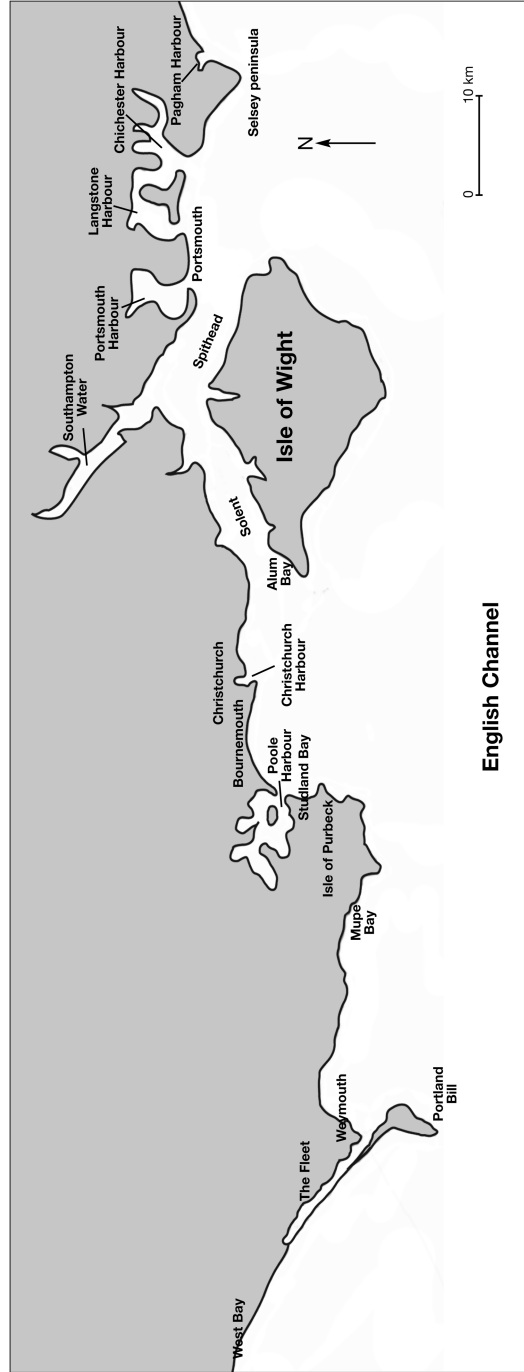 West Bay
The Fleet
Weymouth
Portland
Bill
Mupe
Bay
Isle of Purbeck
Studland Bay
Poole
Harbour
Bournemouth
Christchurch
Christchurch
Harbour
Alum
Bay
Solent
Isle of Wight
Southampton
Water
Spithead
Portsmouth
Harbour
Portsmouth
Langstone
Harbour
Chichester Harbour
Pagham Harbour
Selsey peninsula
N
0
10 km
English Channel